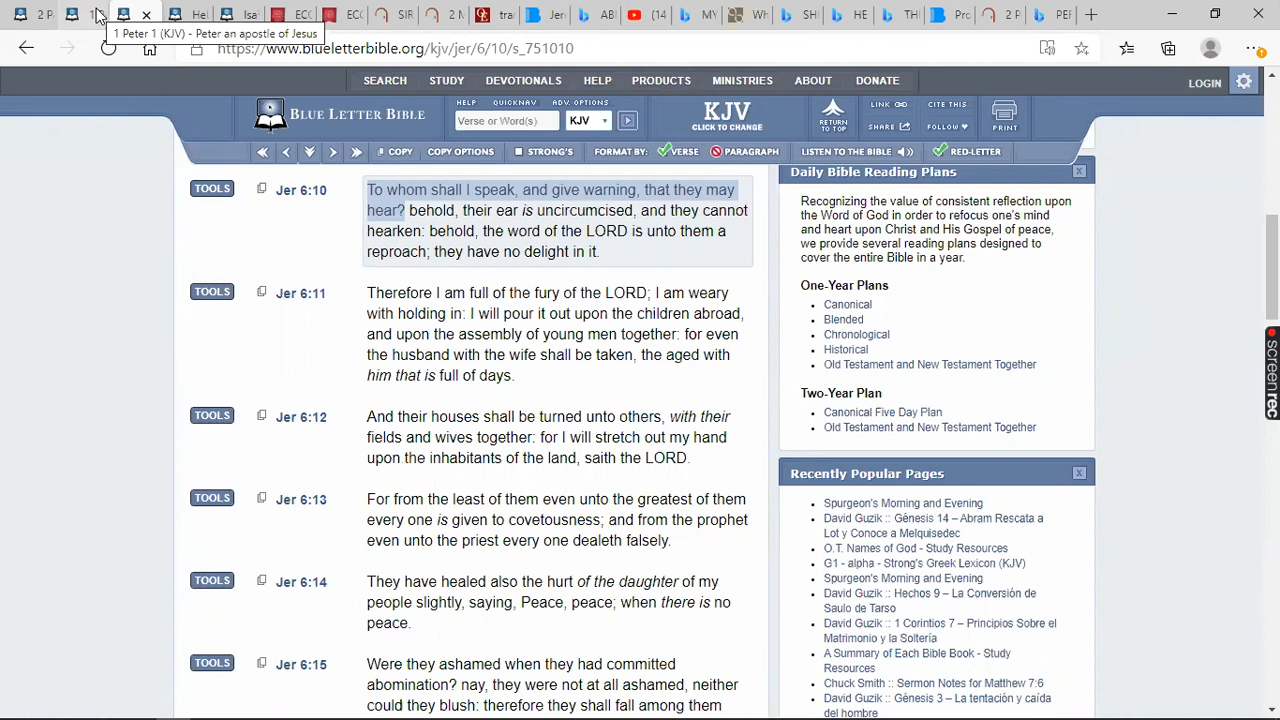 2 P
1
Hel
Isa
ECC
ECC
SIR
2A
tra
Jer
ABI
(14
MY
Wi
SH
HE
TH
Pro
2 P
PER
1 Peter 1 (KJV) - Peter an apostle of Jesus
https://www.blueletterbible.org/kjv/jer/6/10/s_751010
SEARCH STUDY DEVOTIONALS HELP PRODUCTS MINISTRIES ABOUT DONATE
LOGIN
BLUE LETTER BIBLE
HELP QUICKNAV ADV. OPTIONS
Verse or Word(s) KJV
KJV
CLICK TO CHANGE
RETURN
TO TOP
LINK CITE THIS
SHARE FOLLOW
PRINT
COPY COPY OPTIONS STRONG'S FORMAT BY: VERSE PARAGRAPH LISTEN TO THE BIBLE RED-LETTER
TOOLS Jer 6:10 To whom shall I speak, and give warning, that they may
hear? behold, their ear is uncircumcised, and they cannot
hearken: behold, the word of the LORD is unto them a
reproach; they have no delight in it.
TOOLS Jer 6:11 Therefore I am full of the fury of the LORD; I am weary
with holding in: I will pour it out upon the children abroad,
and upon the assembly of young men together: for even
the husband with the wife shall be taken, the aged with
him that is full of days.
TOOLS Jer 6:12 And their houses shall be turned unto others, with their
fields and wives together: for I will stretch out my hand
upon the inhabitants of the land, saith the LORD.
TOOLS Jer 6:13 For from the least of them even unto the greatest of them
every one is given to covetousness; and from the prophet
even unto the priest every one dealeth falsely.
TOOLS Jer 6:14 They have healed also the hurt of the daughter of my
people slightly, saying, Peace, peace; when there is no
peace.
TOOLS Jer 6:15 Were they ashamed when they had committed
abomination? nay, they were not at all ashamed, neither
could they blush: therefore they shall fall among them
Daily Bible Reading Plans
Recognizing the value of consistent reflection upon
the Word of God in order to refocus one's mind
and heart upon Christ and His Gospel of peace,
we provide several reading plans designed to
cover the entire Bible in a year.
One-Year Plans
Canonical
Blended
Chronological
Historical
Old Testament and New Testament Together
Two-Year Plan
Canonical Five Day Plan
Old Testament and New Testament Together
Recently Popular Pages
Spurgeon's Morning and Evening
David Guzik :: Génesis 14 – Abram Rescata a
Lot y Conoce a Melquisedec
O.T. Names of God - Study Resources
G1 - alpha - Strong's Greek Lexicon (KJV)
Spurgeon's Morning and Evening
David Guzik :: Hechos 9 – La Conversión de
Saulo de Tarso
David Guzik :: 1 Corintios 7 – Principios Sobre el
Matrimonio y la Soltería
A Summary of Each Bible Book - Study
Resources
Chuck Smith :: Sermon Notes for Matthew 7:6
David Guzik :: Génesis 3 – La tentación y caída
del hombre
screenrec